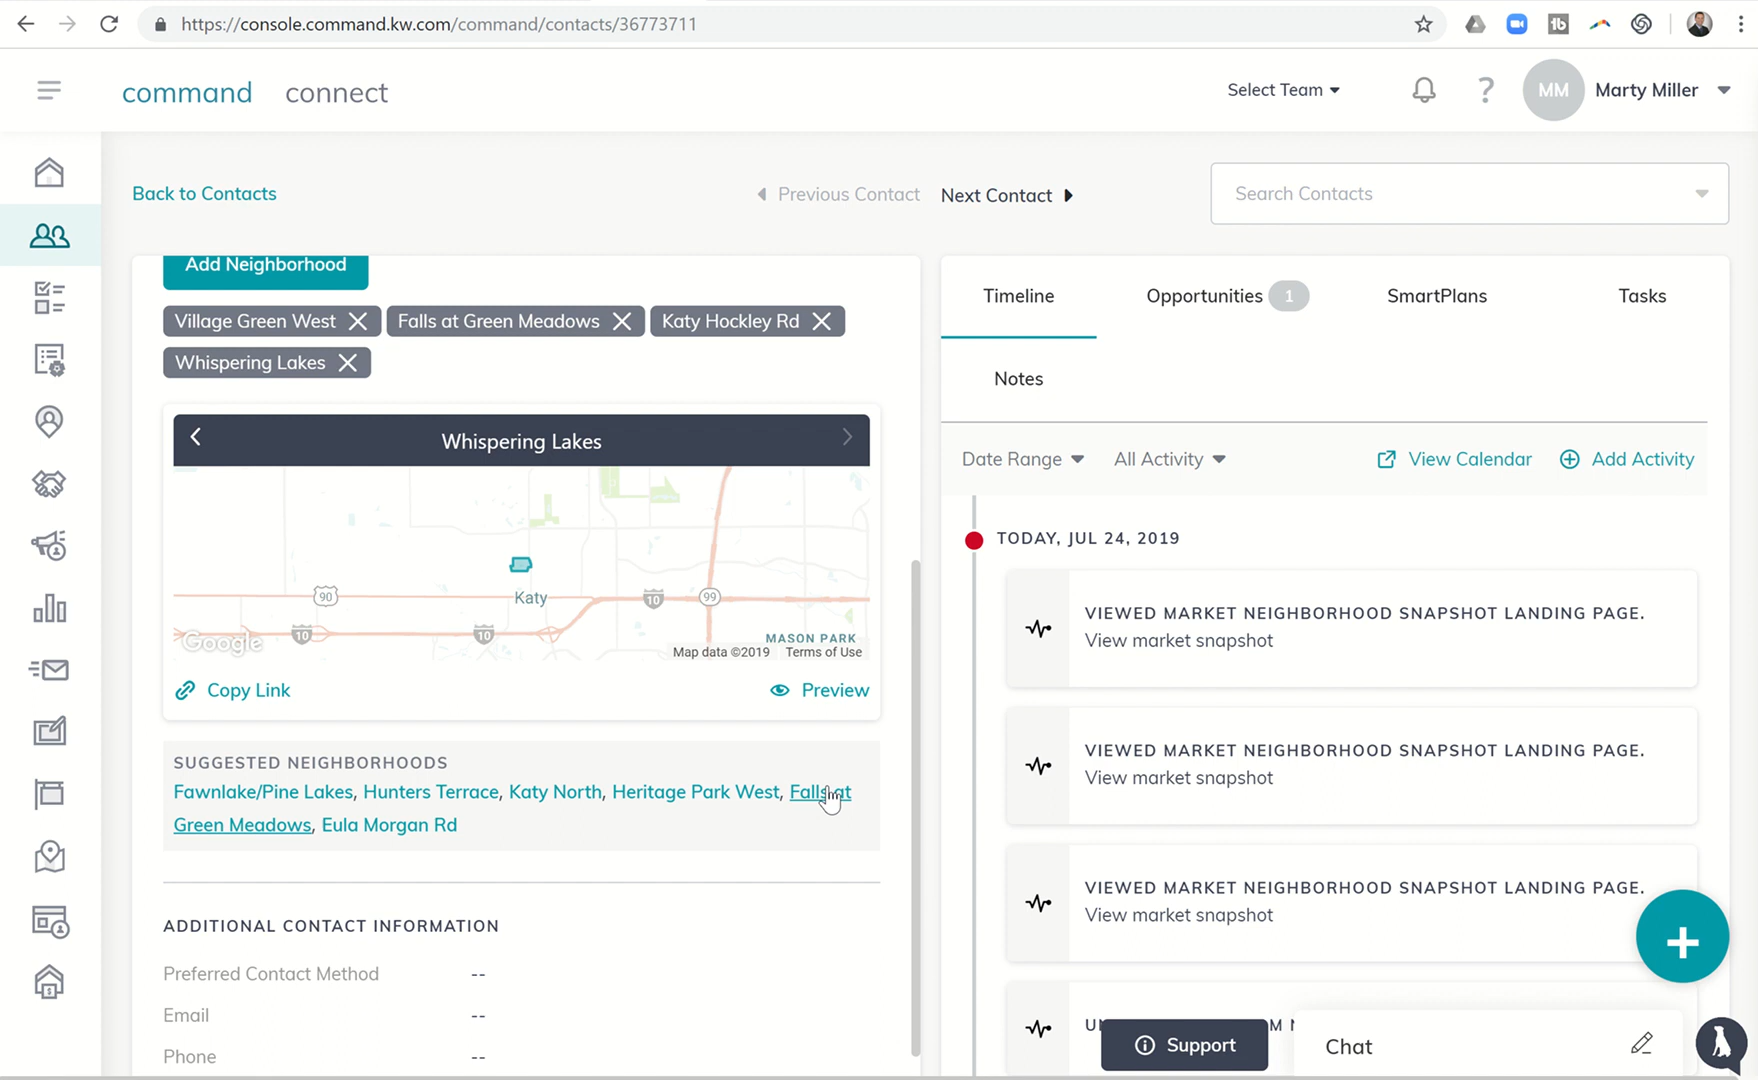 https://console.command.kw.com/command/contacts/36773711
command connect
Select Team
MM
Marty Miller
Back to Contacts
Previous Contact
Next Contact
Search Contacts
Add Neighborhood
Village Green West
Falls at Green Meadows
Katy Hockley Rd
Whispering Lakes
Whispering Lakes
90
Katy
10
99
10
10
MASON PARK
Google
Map data ©2019 Terms of Use
Copy Link
Preview
SUGGESTED NEIGHBORHOODS
Fawnlake/Pine Lakes, Hunters Terrace, Katy North, Heritage Park West, Falls at
Green Meadows, Eula Morgan Rd
ADDITIONAL CONTACT INFORMATION
Preferred Contact Method --
Email --
Phone --
Timeline
Opportunities 1
SmartPlans
Tasks
Notes
Date Range
All Activity
View Calendar
Add Activity
TODAY, JUL 24, 2019
VIEWED MARKET NEIGHBORHOOD SNAPSHOT LANDING PAGE.
View market snapshot
VIEWED MARKET NEIGHBORHOOD SNAPSHOT LANDING PAGE.
View market snapshot
VIEWED MARKET NEIGHBORHOOD SNAPSHOT LANDING PAGE.
View market snapshot
Support
Chat